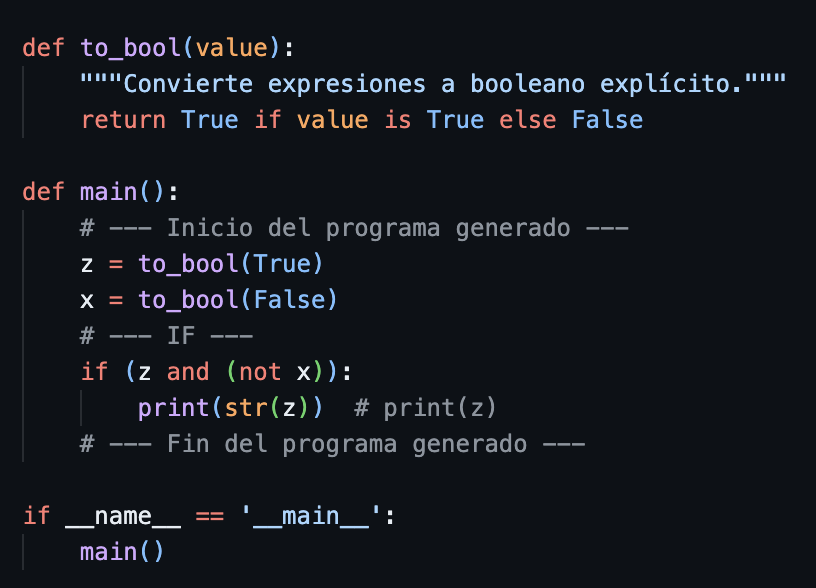 def to_bool(value):
    """Convierte expresiones a booleano explícito."""
    return True if value is True else False

def main():
    # --- Inicio del programa generado ---
    z = to_bool(True)
    x = to_bool(False)
    # --- IF ---
    if (z and (not x)):
        print(str(z))  # print(z)
    # --- Fin del programa generado ---

if __name__ == '__main__':
    main()